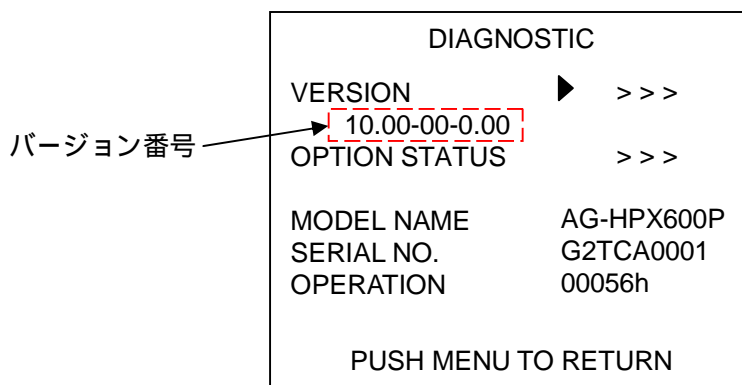 DIAGNOSTIC
VERSION ▶ >>>
10.00-00-0.00
バージョン番号
OPTION STATUS >>>
MODEL NAME AG-HPX600P
SERIAL NO. G2TCA0001
OPERATION 00056h
PUSH MENU TO RETURN